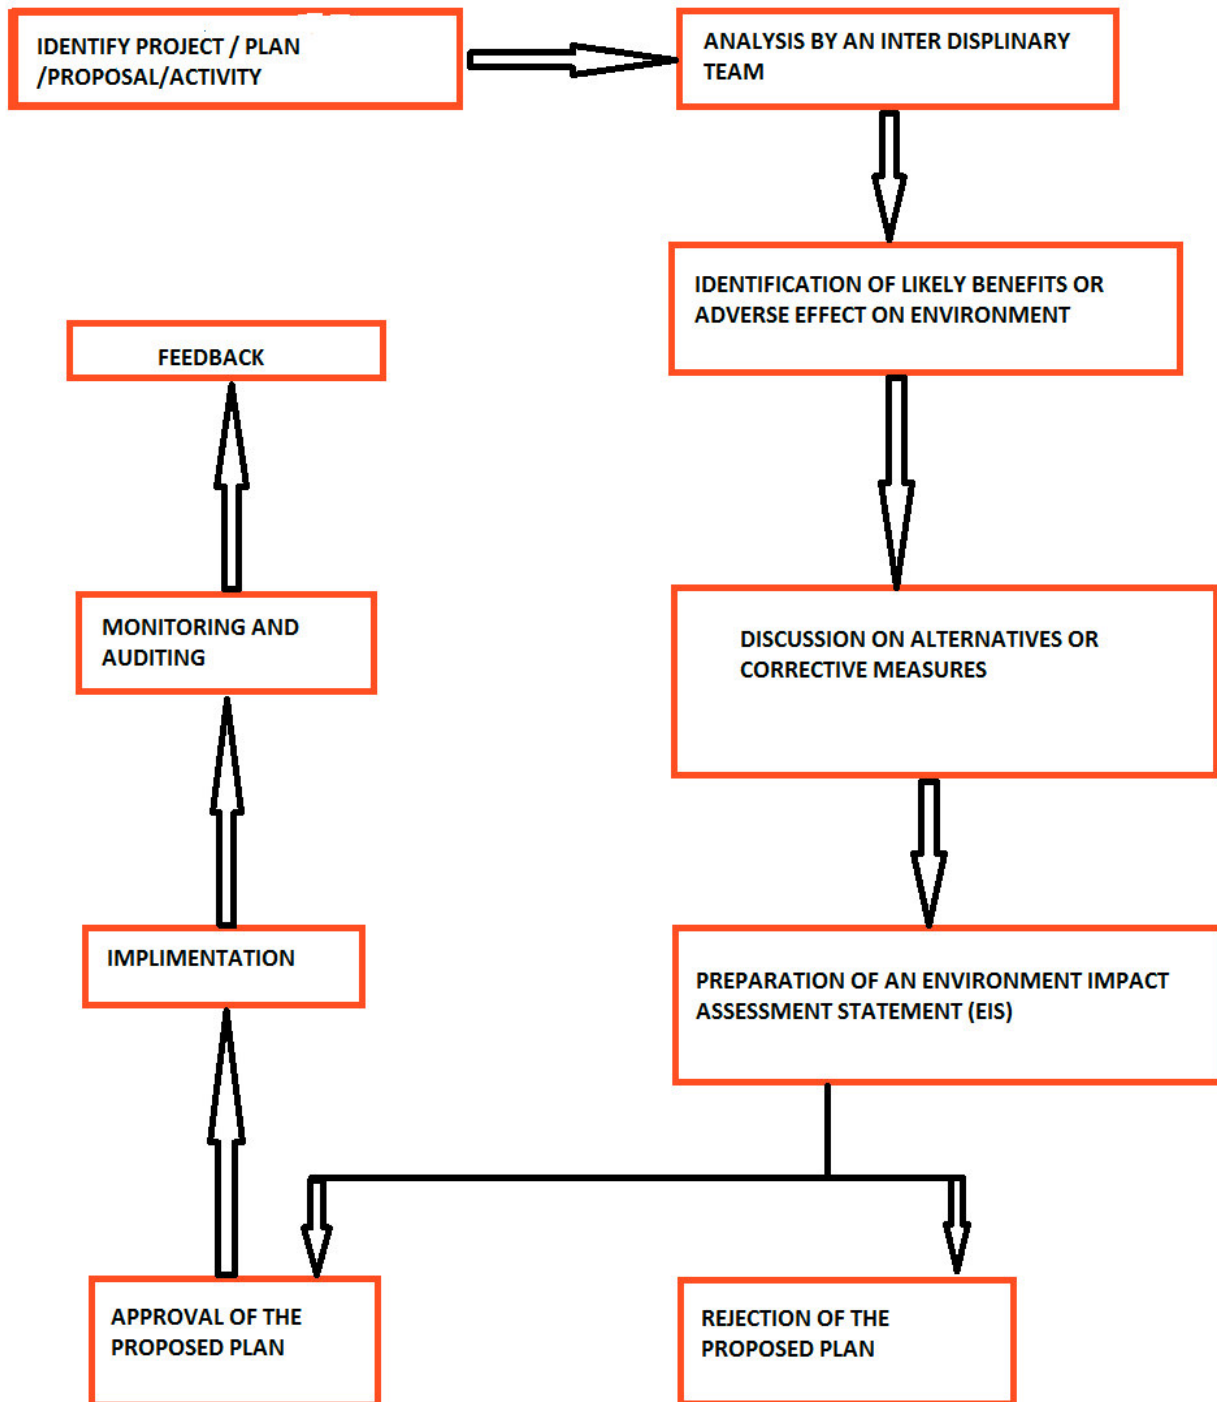 IDENTIFY PROJECT / PLAN
/PROPOSAL/ACTIVITY
ANALYSIS BY AN INTER DISPLINARY
TEAM
IDENTIFICATION OF LIKELY BENEFITS OR
ADVERSE EFFECT ON ENVIRONMENT
DISCUSSION ON ALTERNATIVES OR
CORRECTIVE MEASURES
PREPARATION OF AN ENVIRONMENT IMPACT
ASSESSMENT STATEMENT (EIS)
REJECTION OF THE
PROPOSED PLAN
APPROVAL OF THE
PROPOSED PLAN
IMPLIMENTATION
MONITORING AND
AUDITING
FEEDBACK